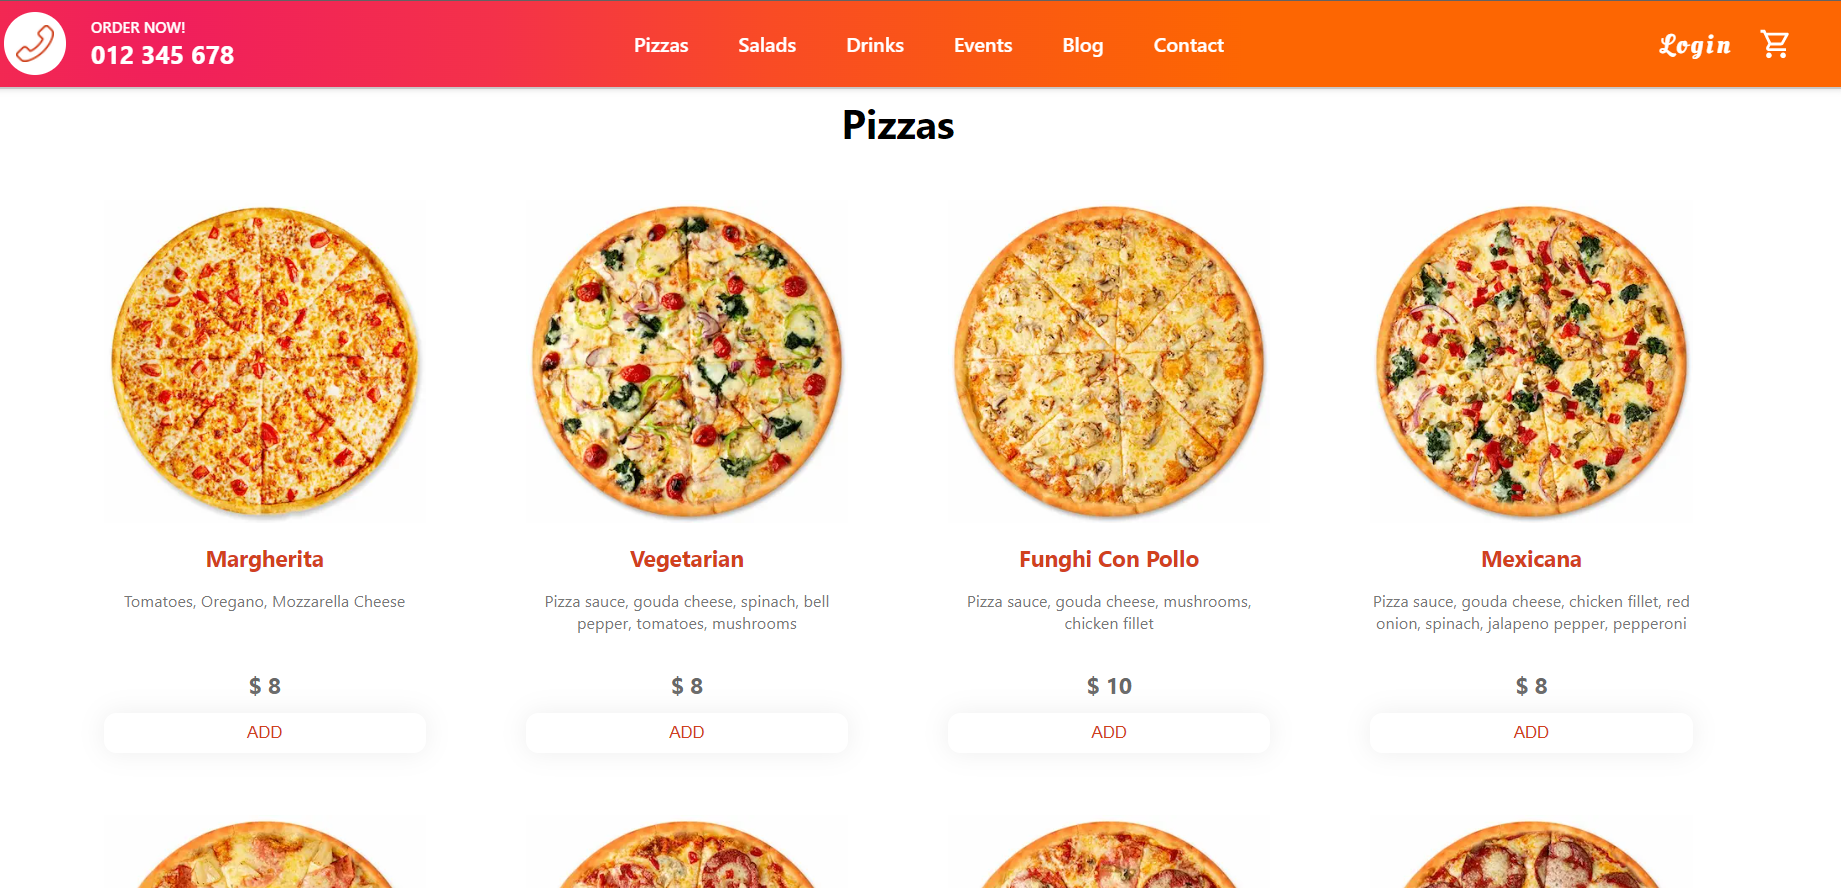 ORDER NOW!
012 345 678
Pizzas
Salads
Drinks
Events
Blog
Contact
Login
Pizzas
Margherita
Tomatoes, Oregano, Mozzarella Cheese
$ 8
ADD
Vegetarian
Pizza sauce, gouda cheese, spinach, bell
pepper, tomatoes, mushrooms
$ 8
ADD
Funghi Con Pollo
Pizza sauce, gouda cheese, mushrooms,
chicken fillet
$ 10
ADD
Mexicana
Pizza sauce, gouda cheese, chicken fillet, red
onion, spinach, jalapeno pepper, pepperoni
$ 8
ADD